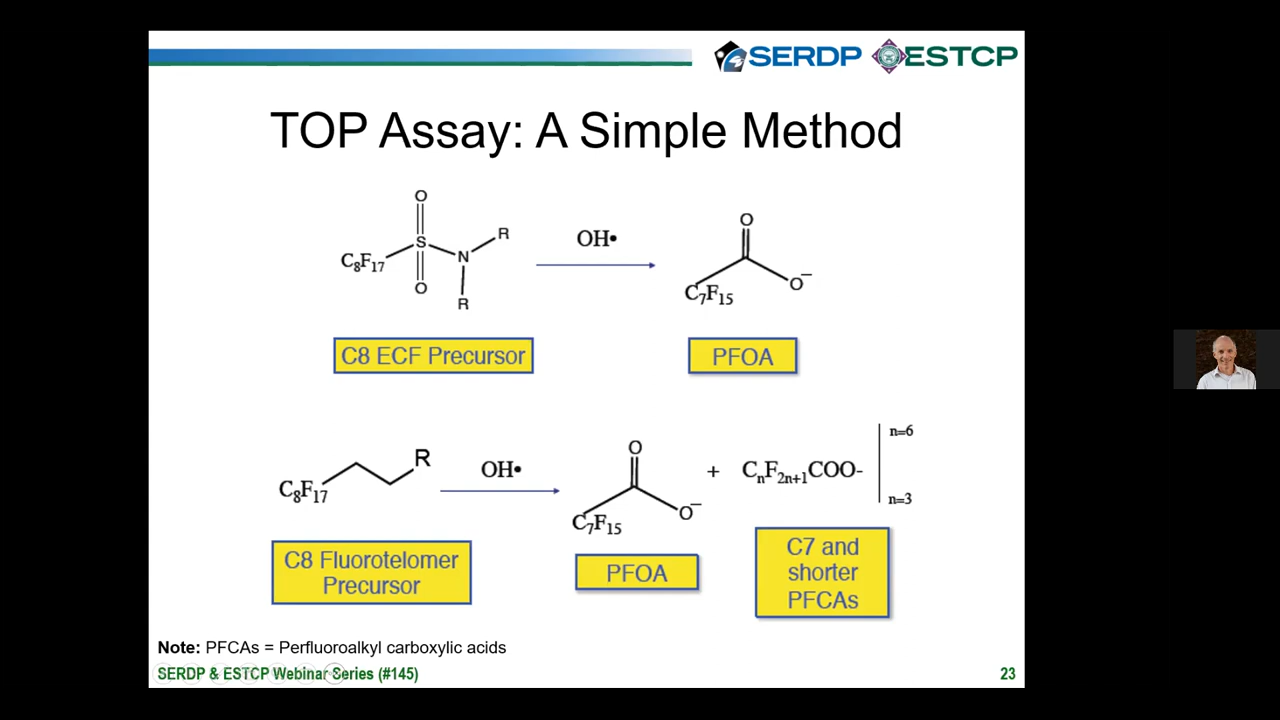 SERDP ESTCP
TOP Assay: A Simple Method
O
S
C8F17
N
R
O
R
OH•
O
C7F15
O−
C8 ECF Precursor
PFOA
C8F17
R
OH•
O
C7F15
O−
+
CnF2n+1COO-
n=6
n=3
C8 Fluorotelomer
Precursor
PFOA
C7 and
shorter
PFCAs
Note: PFCAs = Perfluoroalkyl carboxylic acids
SERDP & ESTCP Webinar Series (#145)
23